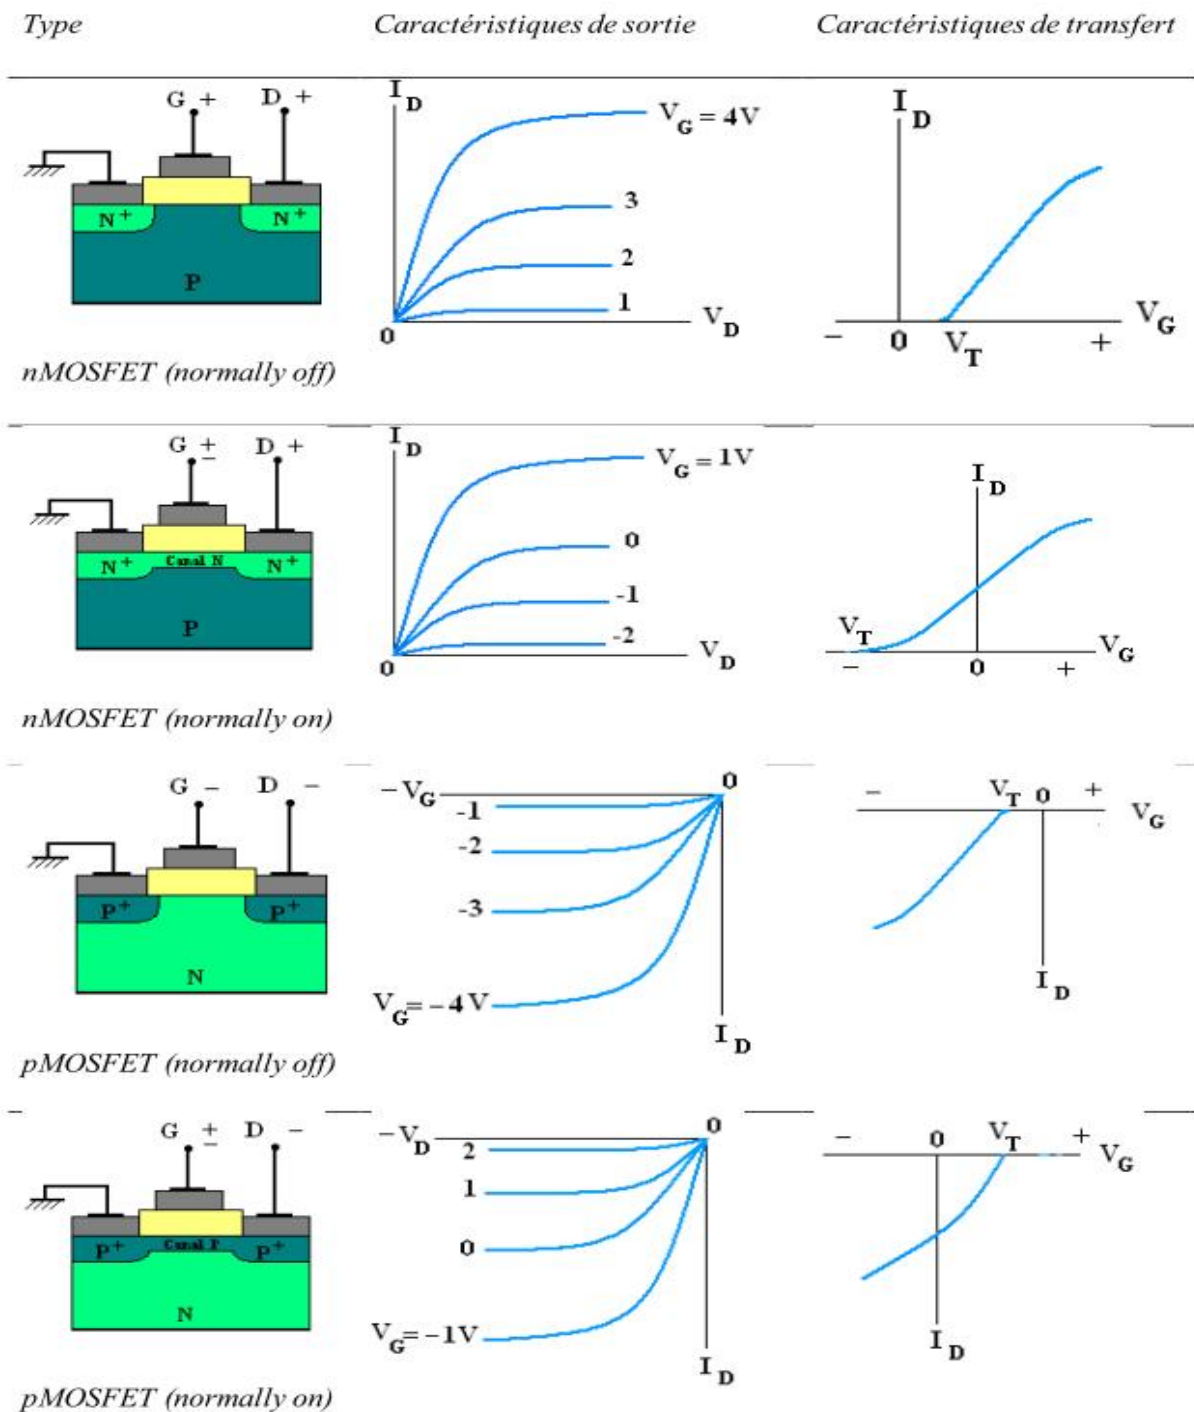 Type Caractéristiques de sortie Caractéristiques de transfert
G + D +
N+ N+
P
I D
V G = 4V
3
2
1
0 V D
I D
V G
- 0 V T +
nMOSFET (normally off)
G ± D +
N+ Canal N N+
P
I D
V G = 1V
0
-1
-2
0 V D
I D
V T
V G
- 0 +
nMOSFET (normally on)
G - D -
P+ P+
N
0
- V G
-1
-2
-3
V G = - 4 V
I D
- V T 0 +
V G
I D
pMOSFET (normally off)
G ± D -
P+ Canal P P+
N
0
- V D
2
1
0
V G = - 1V
I D
- 0 V T +
V G
I D
pMOSFET (normally on)